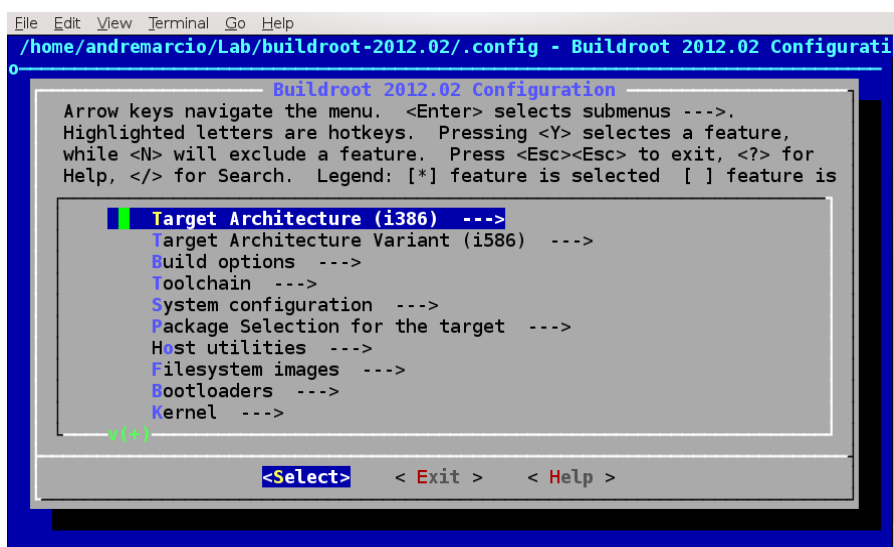 File Edit View Terminal Go Help
/home/andremarcio/Lab/buildroot-2012.02/.config - Buildroot 2012.02 Configurati
Buildroot 2012.02 Configuration
Arrow keys navigate the menu. <Enter> selects submenus --->.
Highlighted letters are hotkeys. Pressing <Y> selectes a feature,
while <N> will exclude a feature. Press <Esc><Esc> to exit, <?> for
Help, </> for Search. Legend: [*] feature is selected [ ] feature is
Target Architecture (i386) --->
Target Architecture Variant (i586) --->
Build options --->
Toolchain --->
System configuration --->
Package Selection for the target --->
Host utilities --->
Filesystem images --->
Bootloaders --->
Kernel --->
v(+)
<Select> < Exit > < Help >